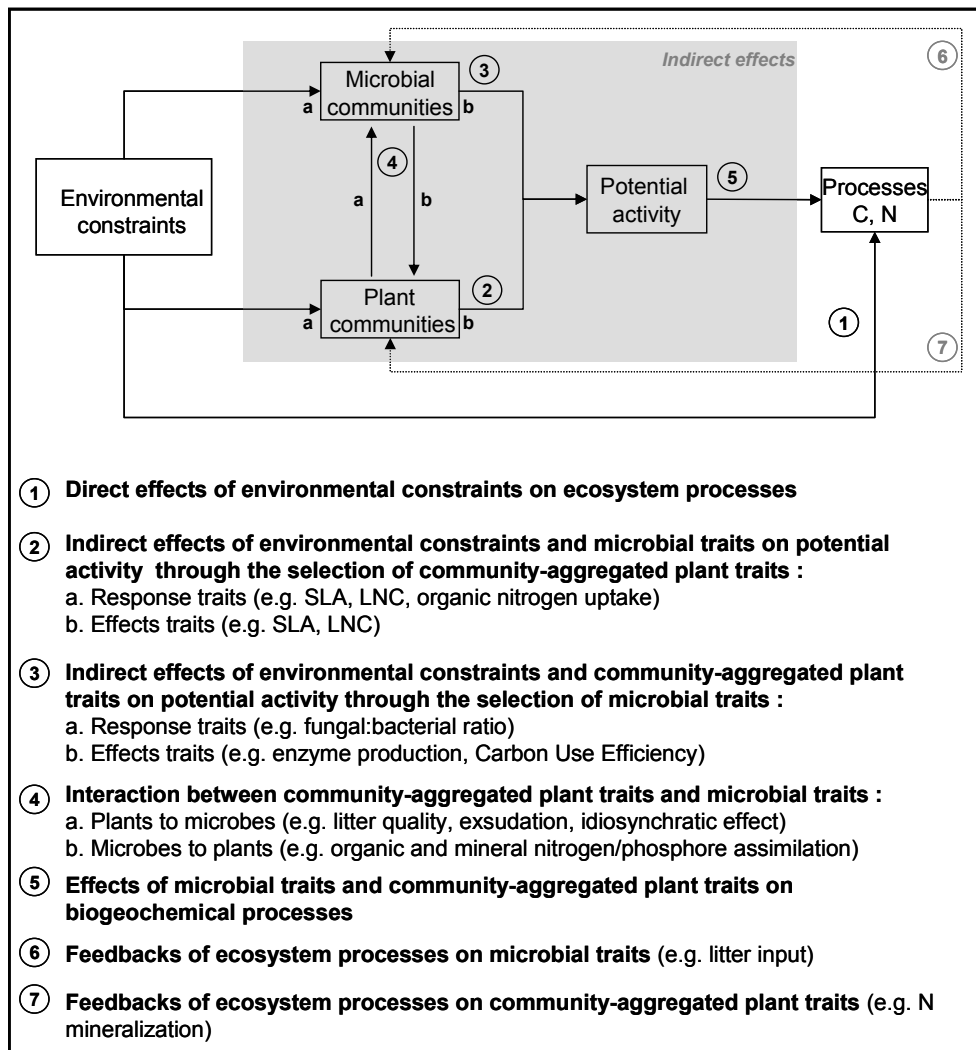 Indirect effects
6
3
Microbial
communities
a
b
4
a
b
Environmental
constraints
Potential
activity
5
Processes
C, N
2
Plant
communities
a
b
1
7
1 Direct effects of environmental constraints on ecosystem processes
2 Indirect effects of environmental constraints and microbial traits on potential
activity through the selection of community-aggregated plant traits :
a. Response traits (e.g. SLA, LNC, organic nitrogen uptake)
b. Effects traits (e.g. SLA, LNC)
3 Indirect effects of environmental constraints and community-aggregated plant
traits on potential activity through the selection of microbial traits :
a. Response traits (e.g. fungal:bacterial ratio)
b. Effects traits (e.g. enzyme production, Carbon Use Efficiency)
4 Interaction between community-aggregated plant traits and microbial traits :
a. Plants to microbes (e.g. litter quality, exsudation, idiosynchratic effect)
b. Microbes to plants (e.g. organic and mineral nitrogen/phosphore assimilation)
5 Effects of microbial traits and community-aggregated plant traits on
biogeochemical processes
6 Feedbacks of ecosystem processes on microbial traits (e.g. litter input)
7 Feedbacks of ecosystem processes on community-aggregated plant traits (e.g. N
mineralization)